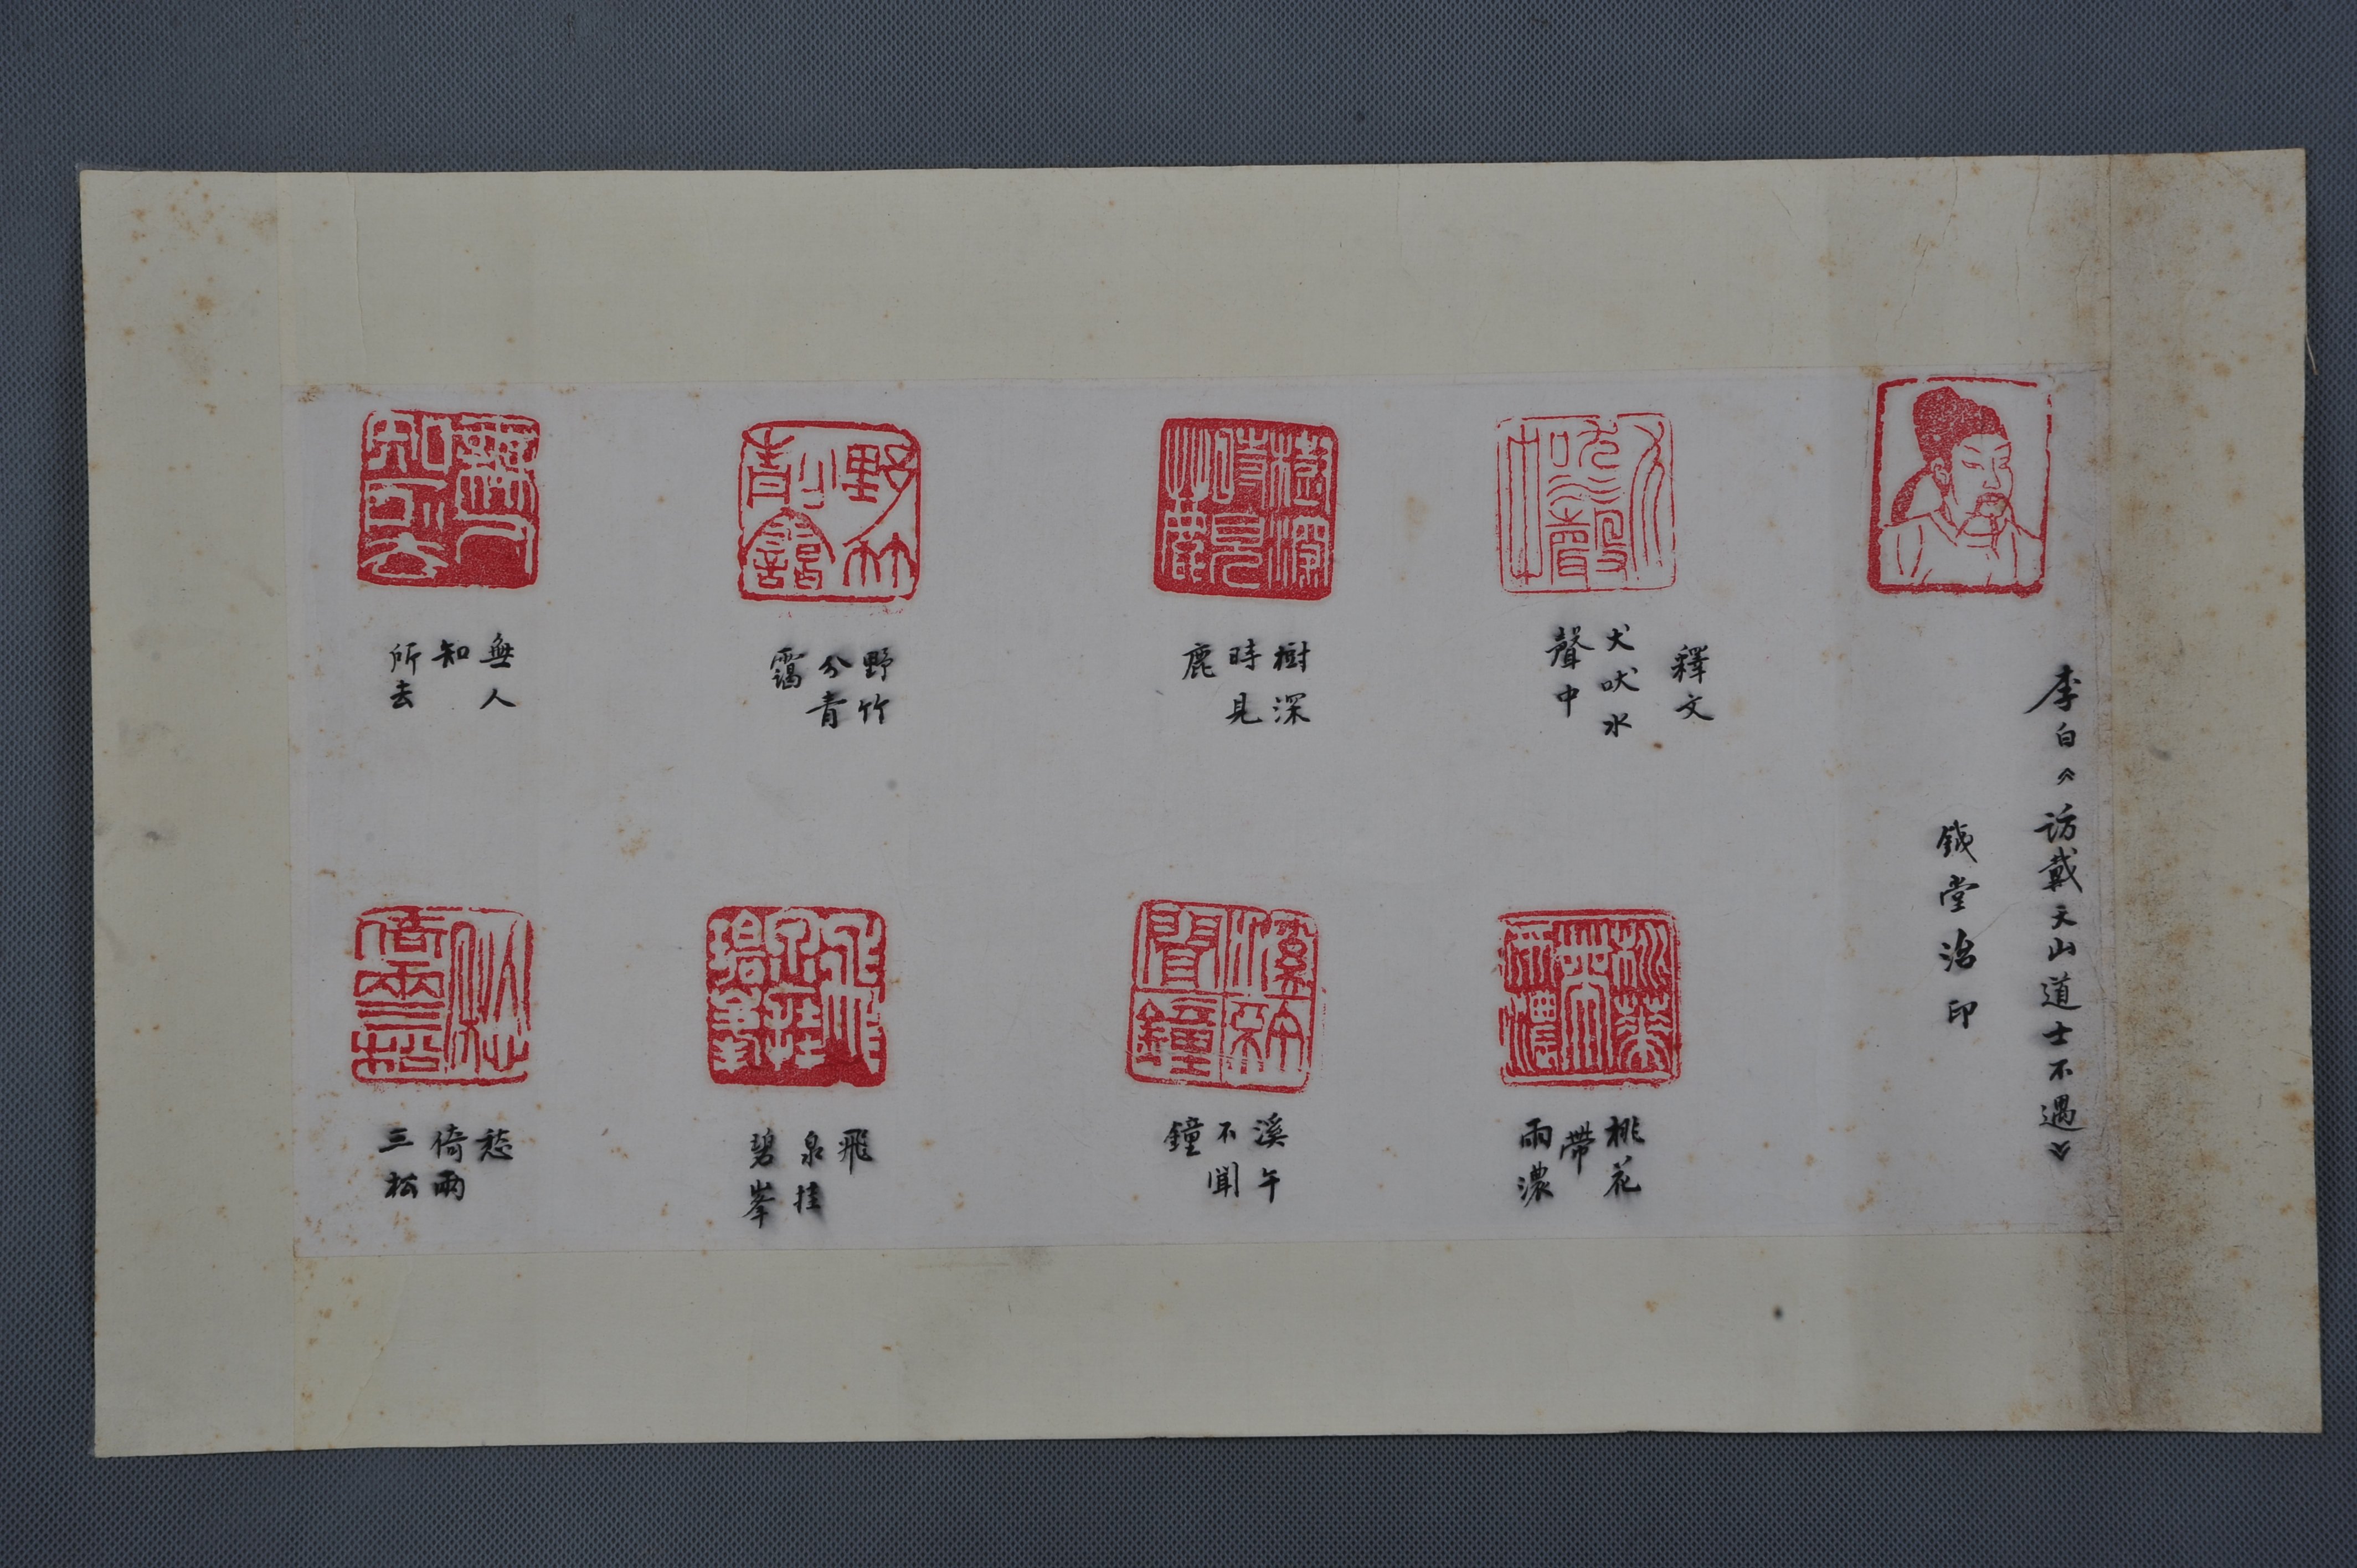 李白《訪戴天山道士不遇》
鉞堂治印
釋文
犬吠水
聲中
桃花
帶
雨濃
樹深
時見
鹿
溪午
不聞
鐘
野竹
分青
靄
飛
泉挂
碧峯
無人
知
所去
愁
倚兩
三松